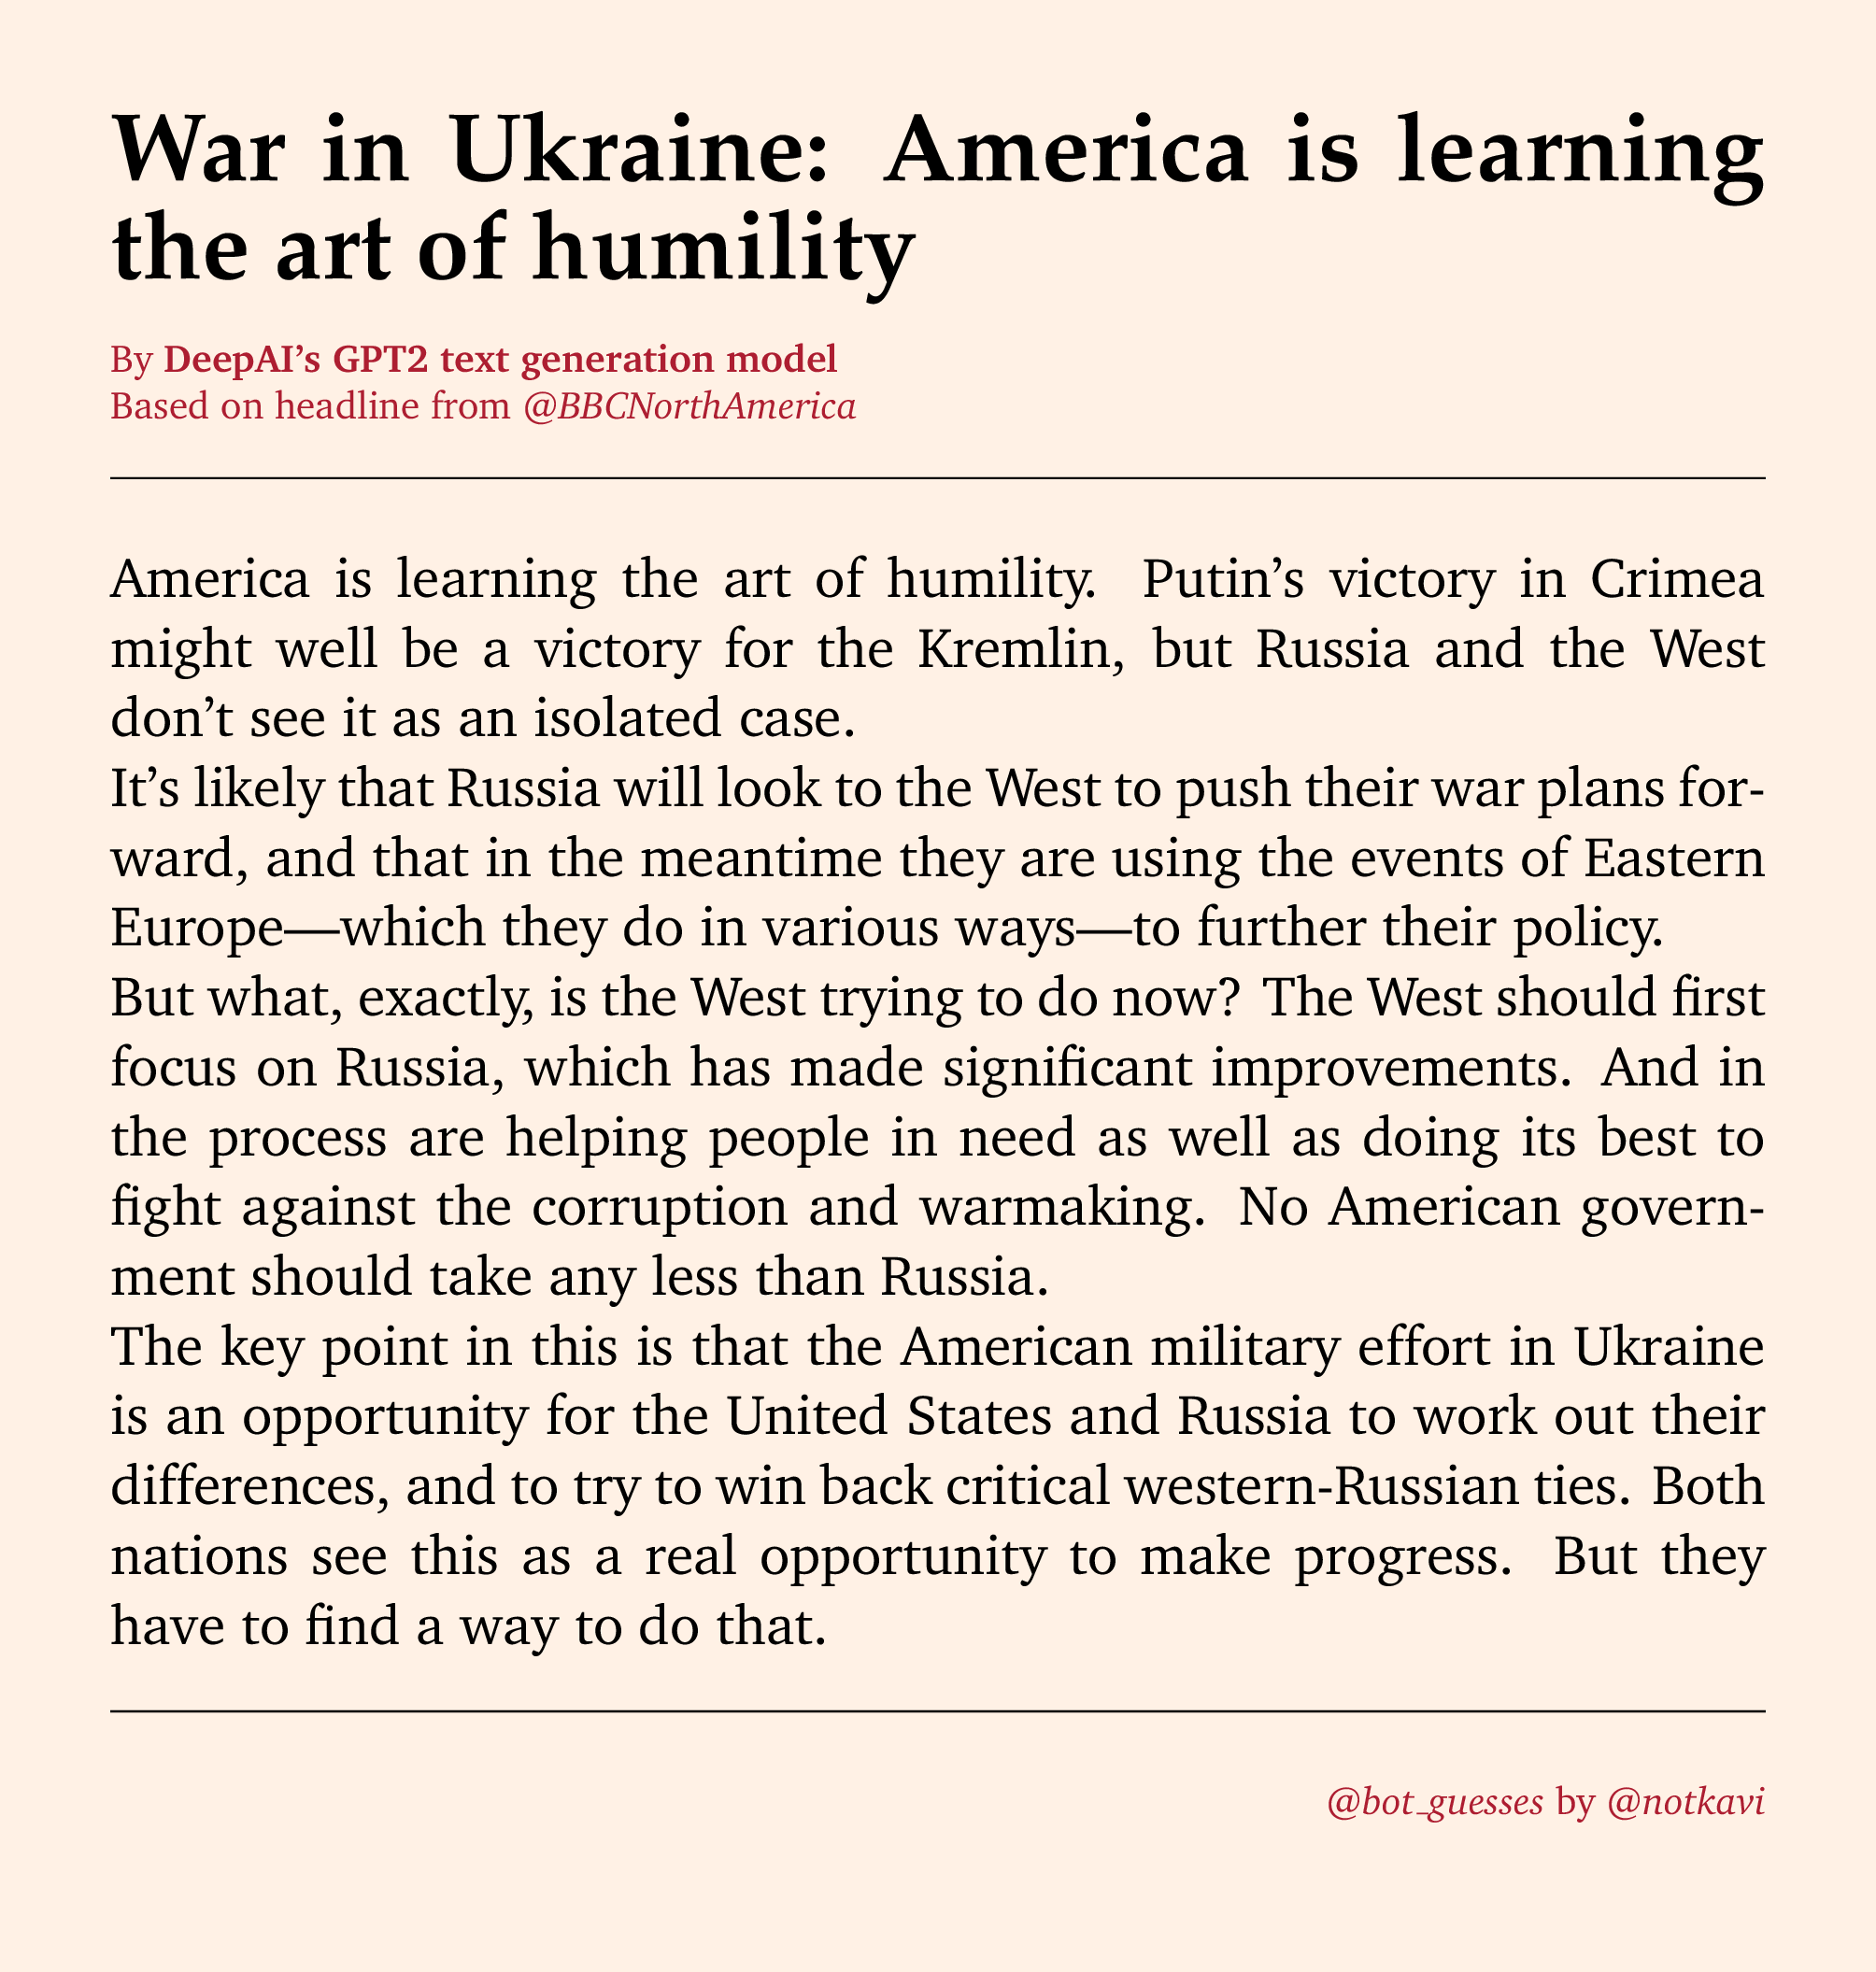 War in Ukraine: America is learning
the art of humility
By DeepAI’s GPT2 text generation model
Based on headline from @BBCNorthAmerica
America is learning the art of humility. Putin’s victory in Crimea
might well be a victory for the Kremlin, but Russia and the West
don’t see it as an isolated case.
It’s likely that Russia will look to the West to push their war plans for-
ward, and that in the meantime they are using the events of Eastern
Europe—which they do in various ways—to further their policy.
But what, exactly, is the West trying to do now? The West should first
focus on Russia, which has made significant improvements. And in
the process are helping people in need as well as doing its best to
fight against the corruption and warmaking. No American govern-
ment should take any less than Russia.
The key point in this is that the American military effort in Ukraine
is an opportunity for the United States and Russia to work out their
differences, and to try to win back critical western-Russian ties. Both
nations see this as a real opportunity to make progress. But they
have to find a way to do that.
@bot_guesses by @notkavi